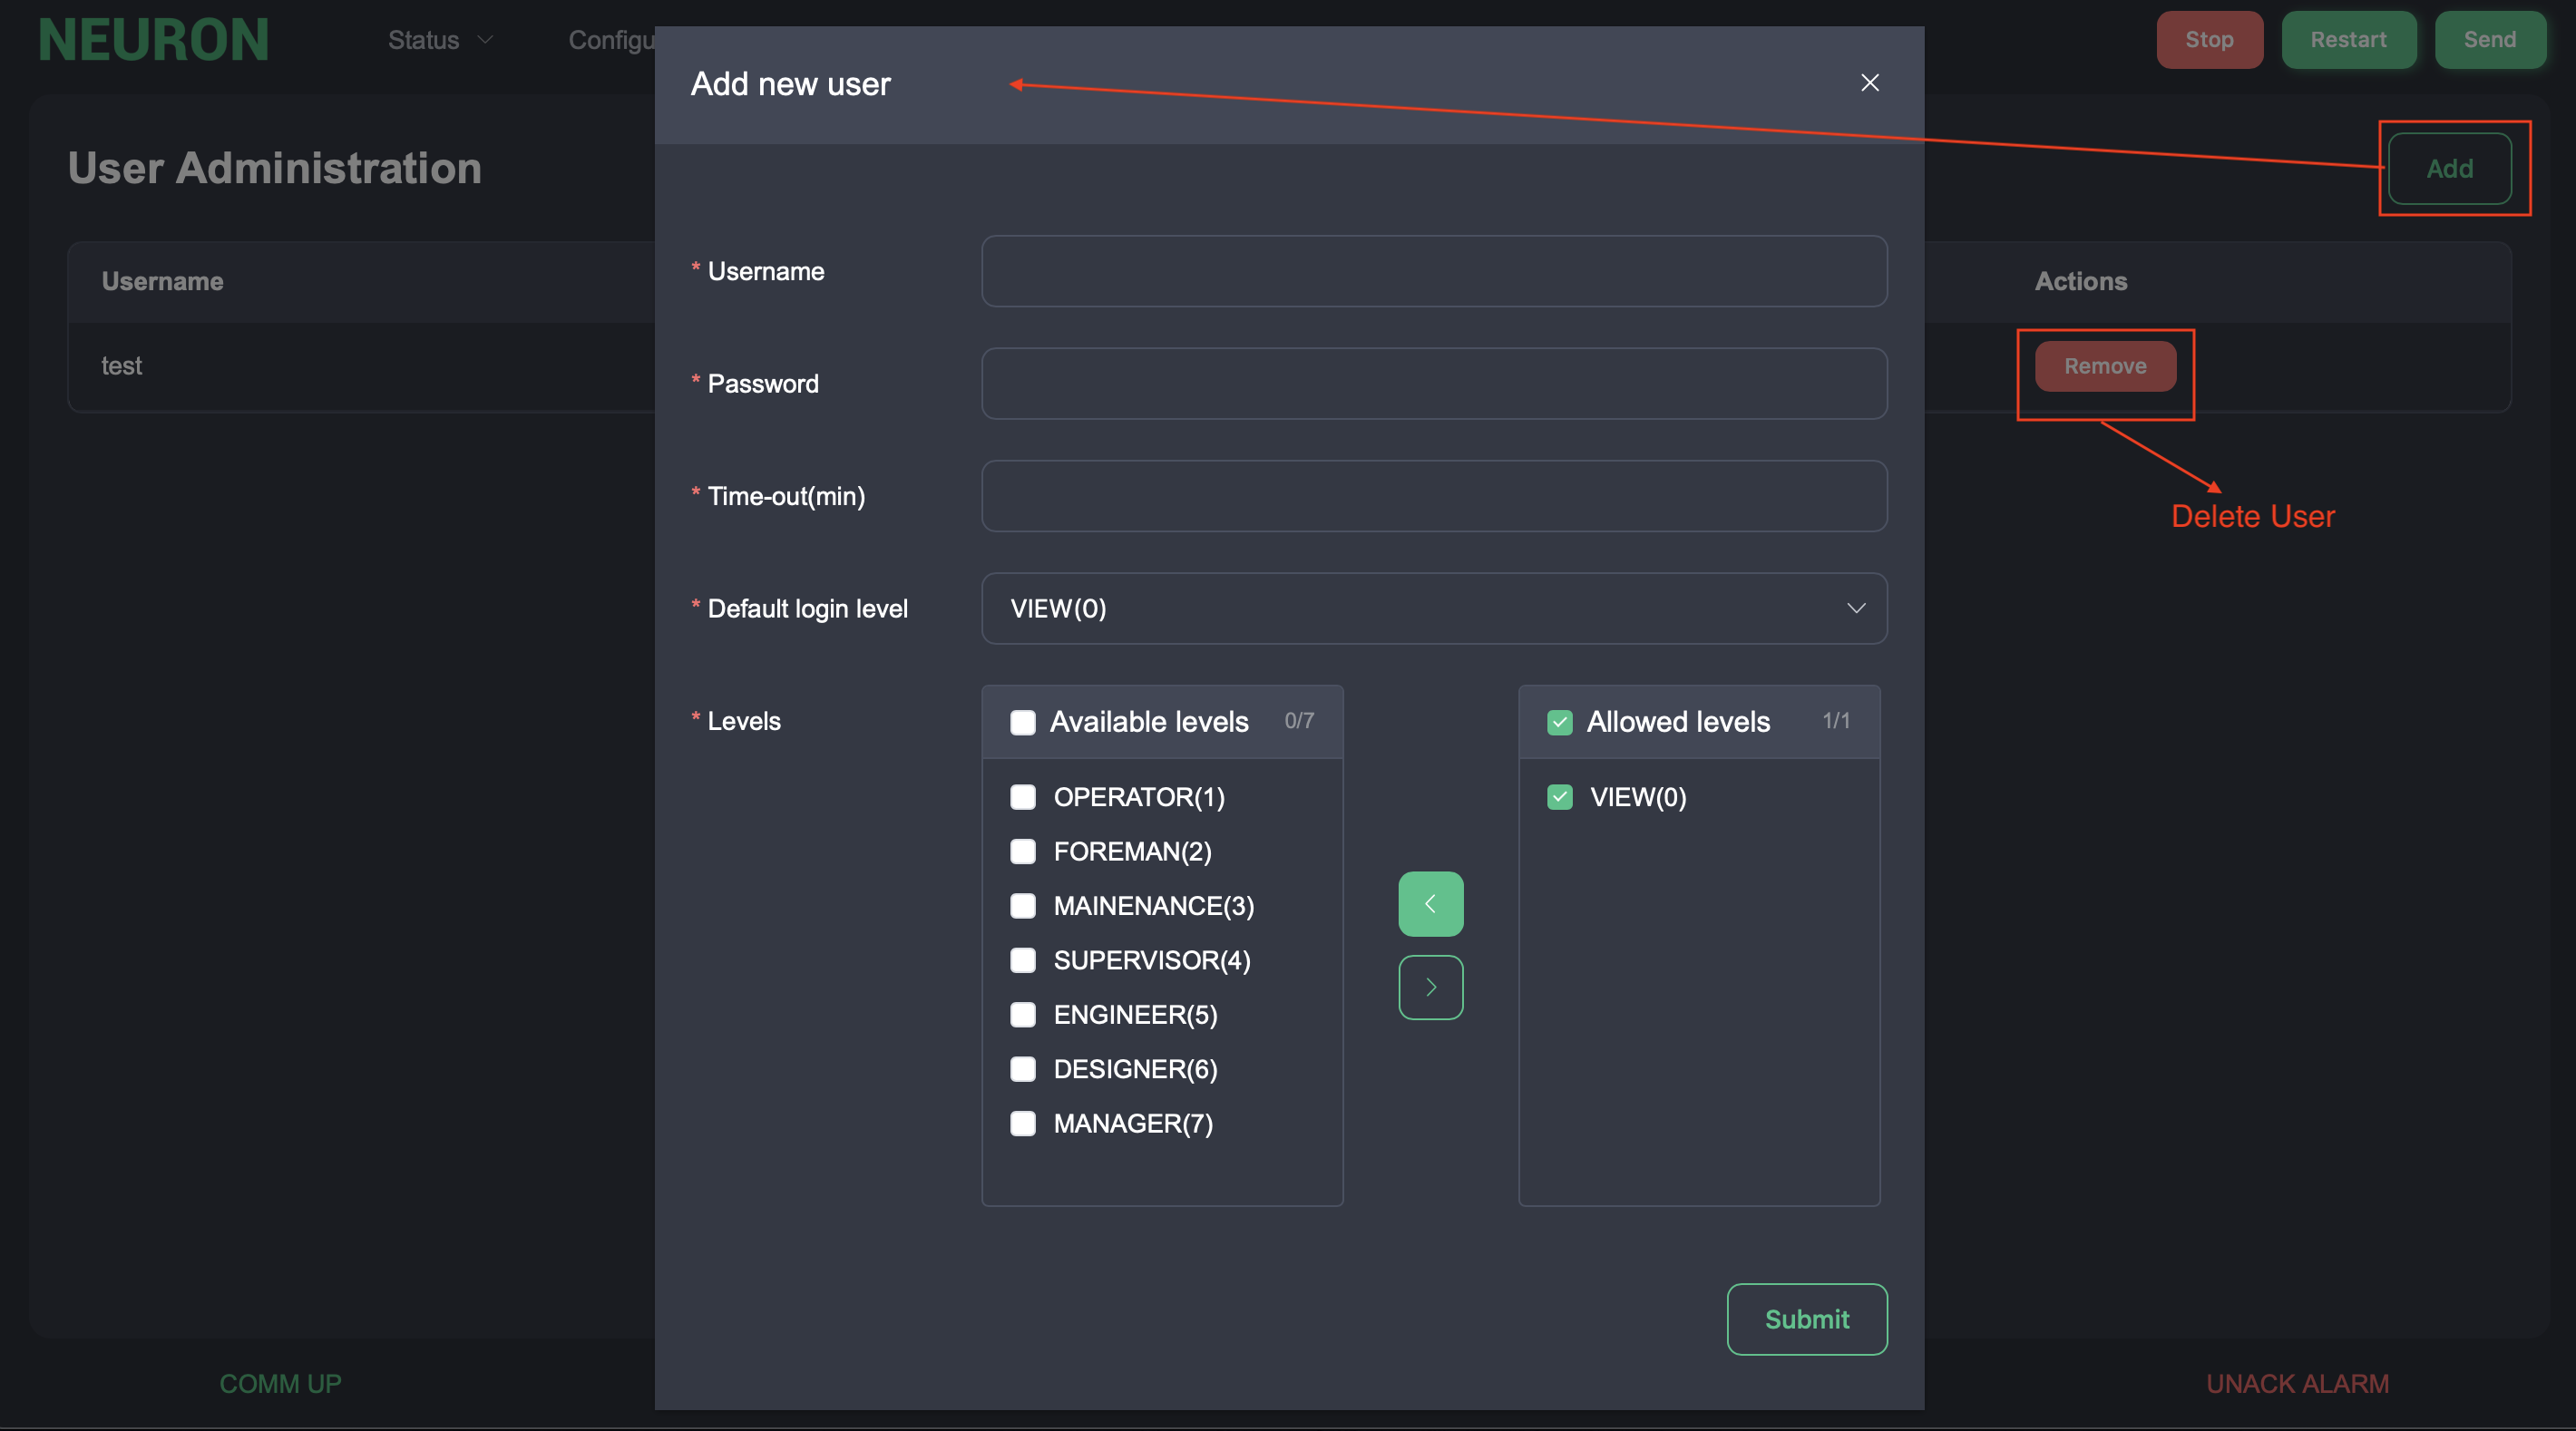 NEURON
Status
Configu
Stop
Restart
Send
Add new user
User Administration
Add
Username
Actions
test
Remove
Delete User
* Username
* Password
* Time-out(min)
* Default login level
VIEW(0)
* Levels
Available levels 0/7
OPERATOR(1)
FOREMAN(2)
MAINENANCE(3)
SUPERVISOR(4)
ENGINEER(5)
DESIGNER(6)
MANAGER(7)
Allowed levels 1/1
VIEW(0)
Submit
COMM UP
UNACK ALARM